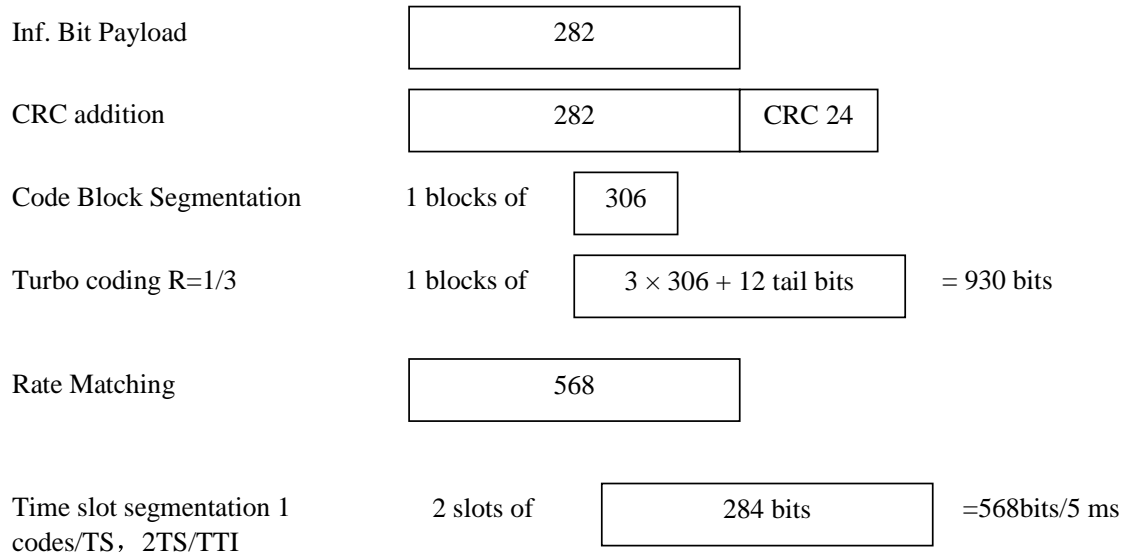 Inf. Bit Payload 282
CRC addition 282 CRC 24
Code Block Segmentation 1 blocks of 306
Turbo coding R=1/3 1 blocks of 3 × 306 + 12 tail bits = 930 bits
Rate Matching 568
Time slot segmentation 1 2 slots of 284 bits =568bits/5 ms
codes/TS，2TS/TTI